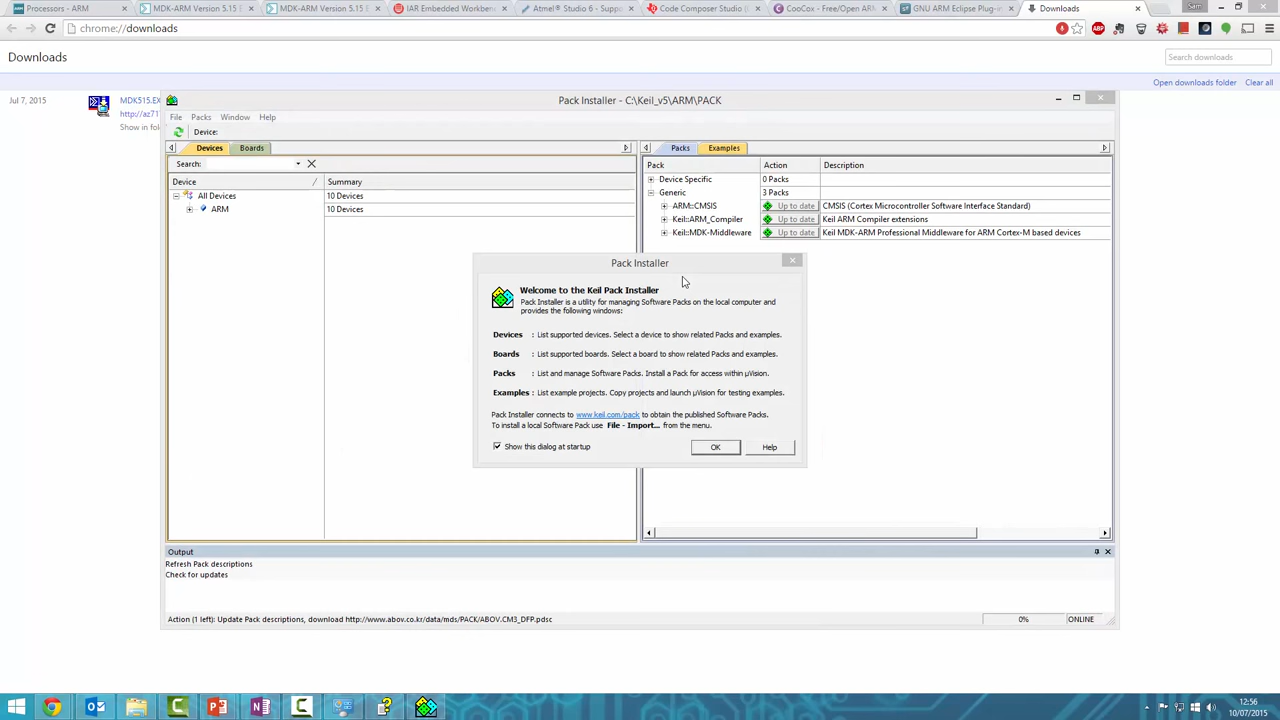 Processors - ARM
MDK-ARM Version 5.15 E
MDK-ARM Version 5.15 E
IAR Embedded Workben
Atmel® Studio 6 - Suppo
Code Composer Studio (
CooCox - Free/Open ARM
GNU ARM Eclipse Plug-in
Downloads
Sam
chrome://downloads
ABP
Downloads
Search downloads
Open downloads folder
Clear all
Jul 7, 2015
MDK515.EX
http://az71
Show in fol
Pack Installer - C:\Keil_v5\ARM\PACK
File Packs Window Help
Device:
Devices Boards
Search:
Device Summary
All Devices 10 Devices
ARM 10 Devices
Packs Examples
Pack Action Description
Device Specific 0 Packs
Generic 3 Packs
ARM::CMSIS Up to date CMSIS (Cortex Microcontroller Software Interface Standard)
Keil::ARM_Compiler Up to date Keil ARM Compiler extensions
Keil::MDK-Middleware Up to date Keil MDK-ARM Professional Middleware for ARM Cortex-M based devices
Pack Installer
Welcome to the Keil Pack Installer
Pack Installer is a utility for managing Software Packs on the local computer and
provides the following windows:
Devices : List supported devices. Select a device to show related Packs and examples.
Boards : List supported boards. Select a board to show related Packs and examples.
Packs : List and manage Software Packs. Install a Pack for access within µVision.
Examples : List example projects. Copy projects and launch µVision for testing examples.
Pack Installer connects to www.keil.com/pack to obtain the published Software Packs.
To install a local Software Pack use File - Import... from the menu.
Show this dialog at startup
OK
Help
Output
Refresh Pack descriptions
Check for updates
Action (1 left): Update Pack descriptions, download http://www.abov.co.kr/data/mds/PACK/ABOV.CM3_DFP.pdsc
0%
ONLINE
12:56
10/07/2015